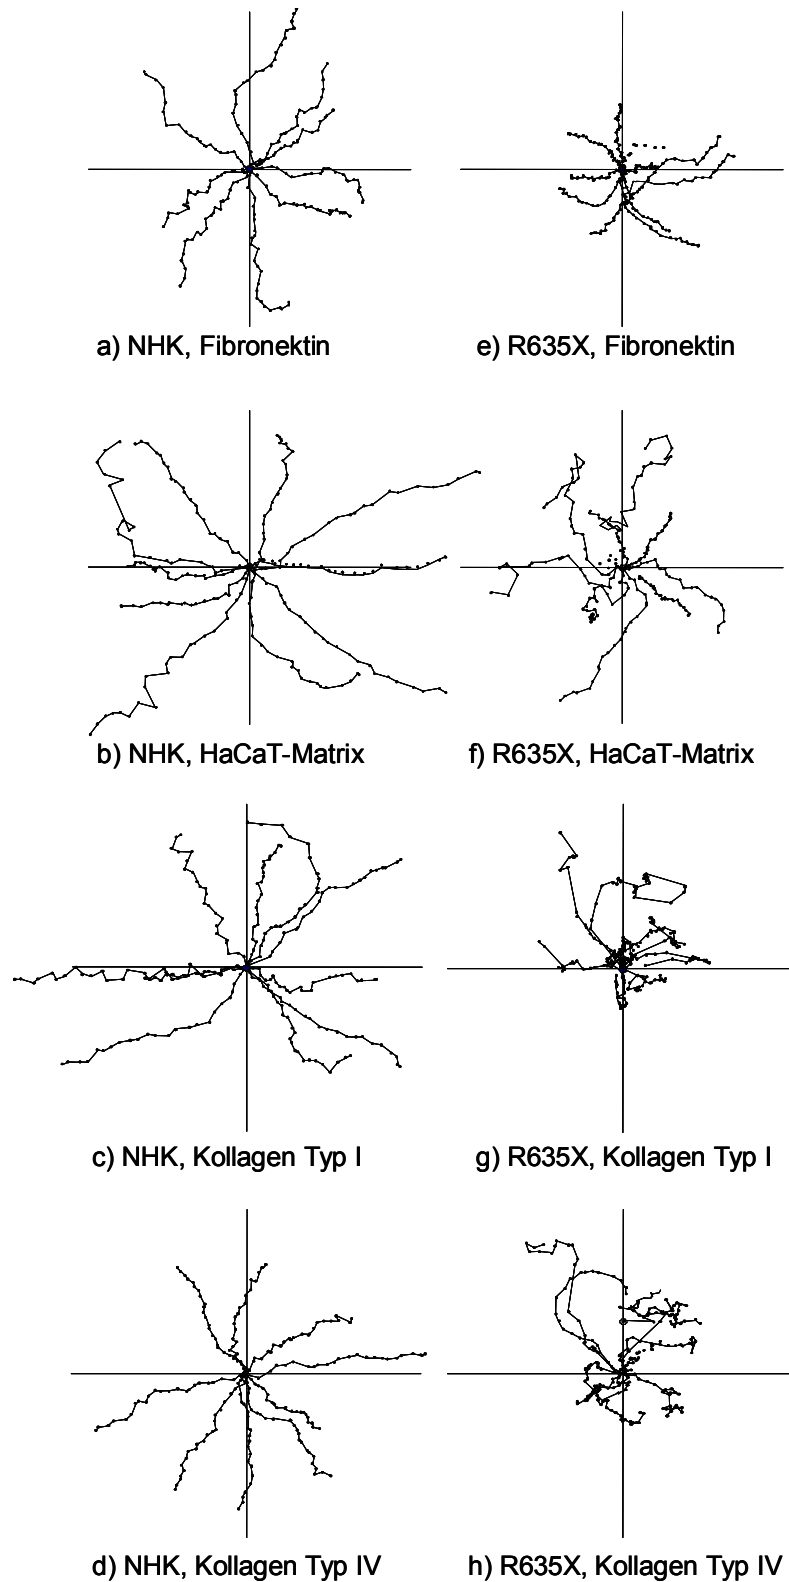 a) NHK, Fibronektin
e) R635X, Fibronektin
b) NHK, HaCaT-Matrix
f) R635X, HaCaT-Matrix
c) NHK, Kollagen Typ I
g) R635X, Kollagen Typ I
d) NHK, Kollagen Typ IV
h) R635X, Kollagen Typ IV